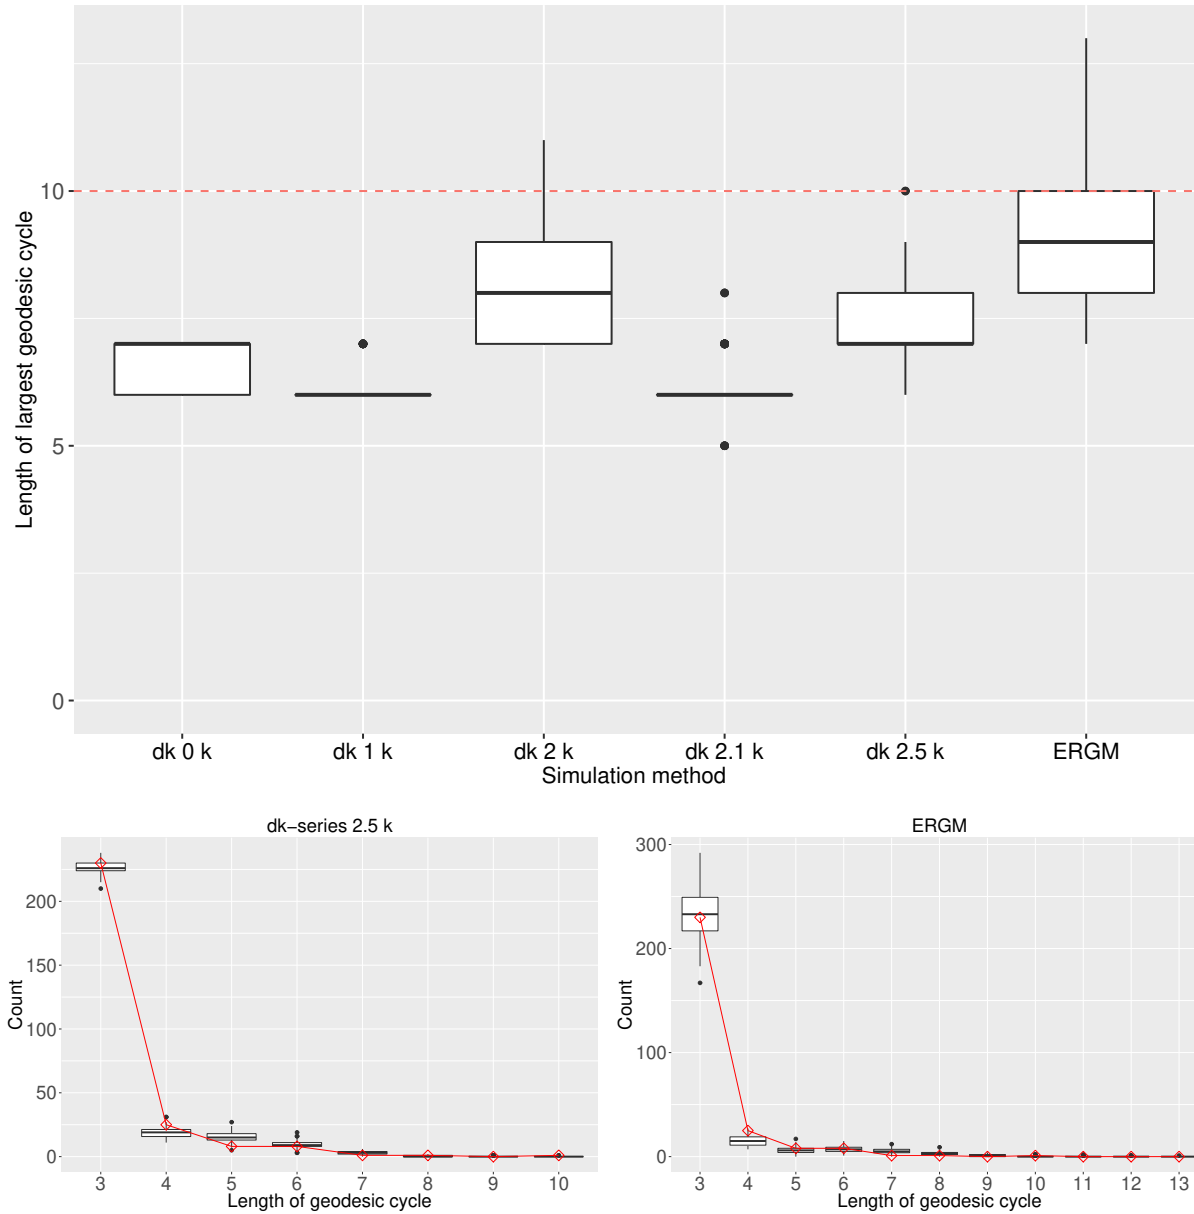 Length of largest geodesic cycle
10
5
0
dk 0 k dk 1 k dk 2 k dk 2.1 k dk 2.5 k ERGM
Simulation method
dk−series 2.5 k
Count
200
150
100
50
0
3 4 5 6 7 8 9 10
Length of geodesic cycle
ERGM
Count
300
200
100
0
3 4 5 6 7 8 9 10 11 12 13
Length of geodesic cycle